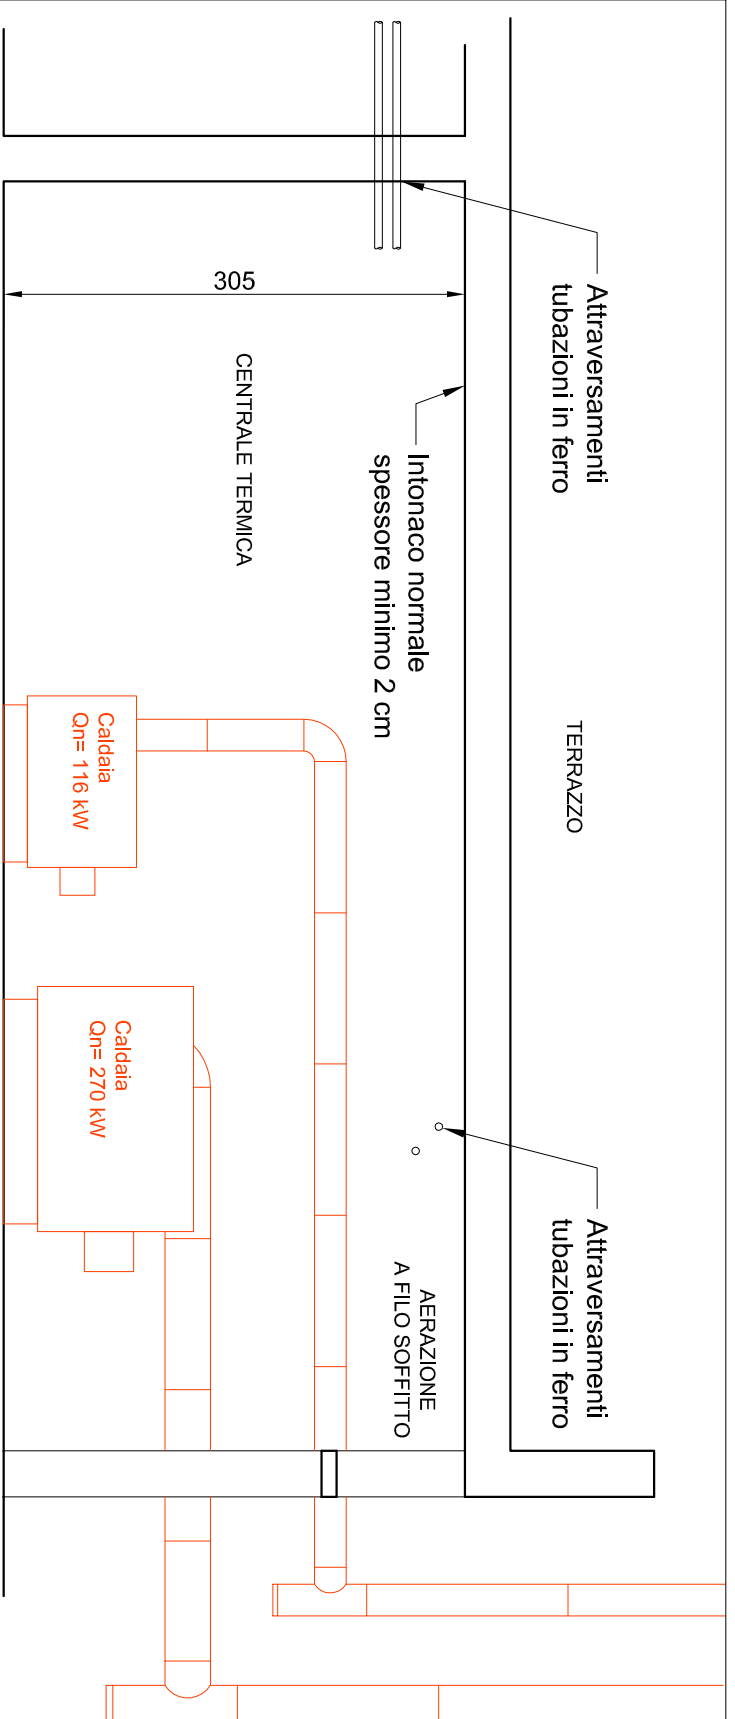 Attraversamenti
tubazioni in ferro
305
Intonaco normale
spessore minimo 2 cm
CENTRALE TERMICA
TERRAZZO
Caldaia
Qn= 116 kW
Caldaia
Qn= 270 kW
Attraversamenti
tubazioni in ferro
AERAZIONE
A FILO SOFFITTO